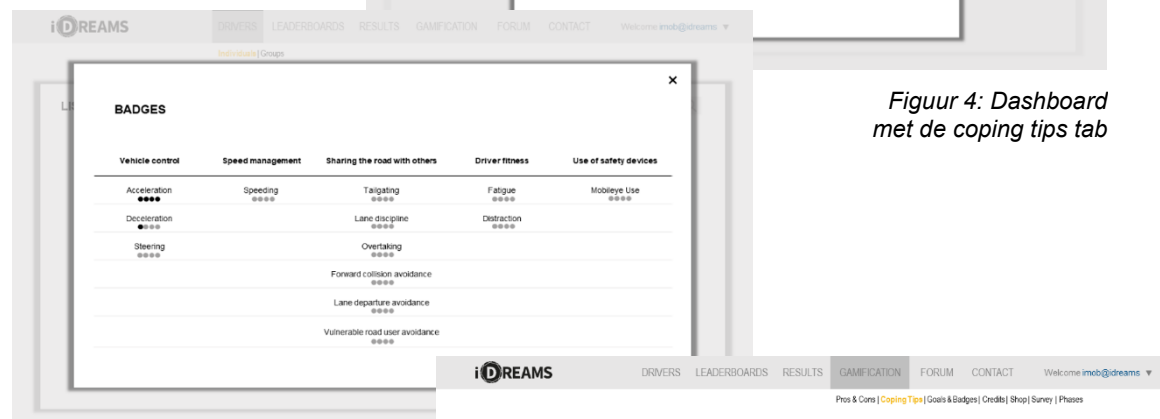 iDREAMS DRIVERS LEADERBOARDS RESULTS GAMIFICATION FORUM CONTACT Welcome imob@idreams ▼
Individuals | Groups
×
BADGES
Vehicle control Speed management Sharing the road with others Driver fitness Use of safety devices
Acceleration Speeding Tailgating Fatigue Mobileye Use
Deceleration Lane discipline Distraction
Steering Overtaking
Forward collision avoidance
Lane departure avoidance
Vulnerable road user avoidance
Figuur 4: Dashboard
met de coping tips tab
iDREAMS DRIVERS LEADERBOARDS RESULTS GAMIFICATION FORUM CONTACT Welcome imob@idreams ▼
Pros & Cons | Coping Tips | Goals & Badges | Credits | Shop | Survey | Phases